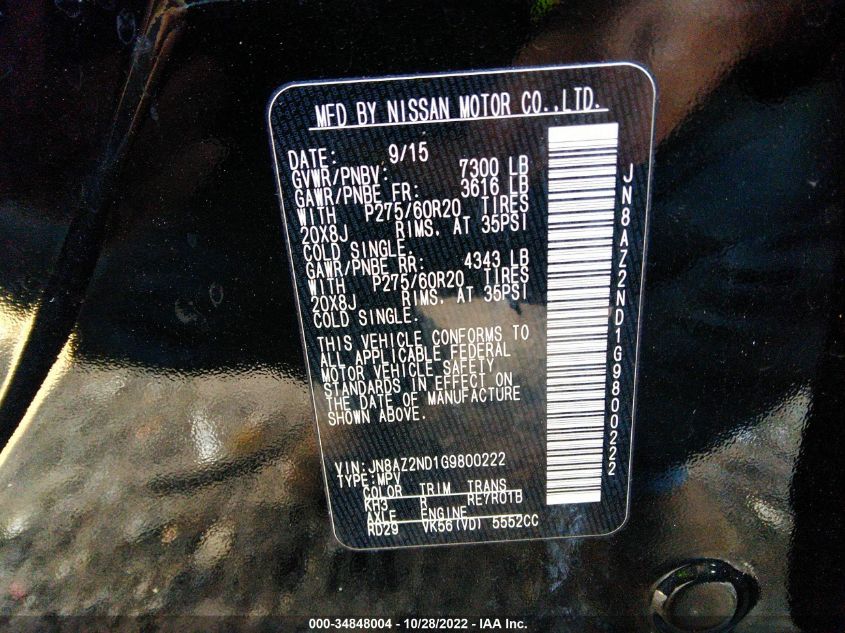 MFD BY NISSAN MOTOR CO.,LTD.
DATE: 9/15
GVWR/PNBV: 7300 LB
GAWR/PNBE FR: 3616 LB
WITH P275/60R20 TIRES
20X8J RIMS. AT 35PSI
COLD SINGLE.
GAWR/PNBE RR: 4343 LB
WITH P275/60R20 TIRES
20X8J RIMS. AT 35PSI
COLD SINGLE.
THIS VEHICLE CONFORMS TO
ALL APPLICABLE FEDERAL
MOTOR VEHICLE SAFETY
STANDARDS IN EFFECT ON
THE DATE OF MANUFACTURE
SHOWN ABOVE.
VIN:JN8AZ2ND1G9800222
TYPE:MPV
COLOR TRIM TRANS
KH3 R RE7R01B
AXLE ENGINE
RD29 VK56(VD) 5552CC
JN8AZ2ND1G9800222
000-34848004 - 10/28/2022 - IAA Inc.